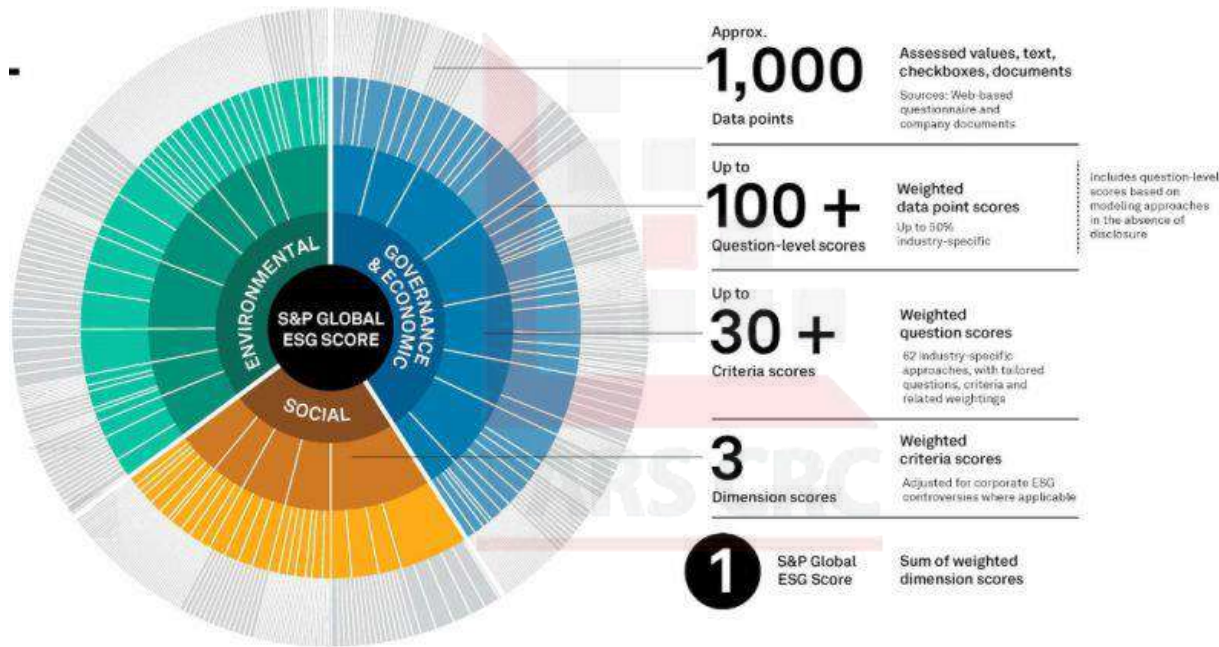 Approx.
1,000
Data points
Assessed values, text,
checkboxes, documents
Sources: Web-based
questionnaire and
company documents
Up to
100 +
Question-level scores
Weighted
data point scores
Up to 50%
industry-specific
includes question-level
scores based on
modeling approaches
in the absence of
disclosure
Up to
30 +
Criteria scores
Weighted
question scores
62 industry-specific
approaches, with tailored
questions, criteria and
related weightings
3
Dimension scores
Weighted
criteria scores
Adjusted for corporate ESG
controversies where applicable
1
S&P Global
ESG Score
Sum of weighted
dimension scores
ENVIRONMENTAL
GOVERNANCE
& ECONOMIC
S&P GLOBAL
ESG SCORE
SOCIAL